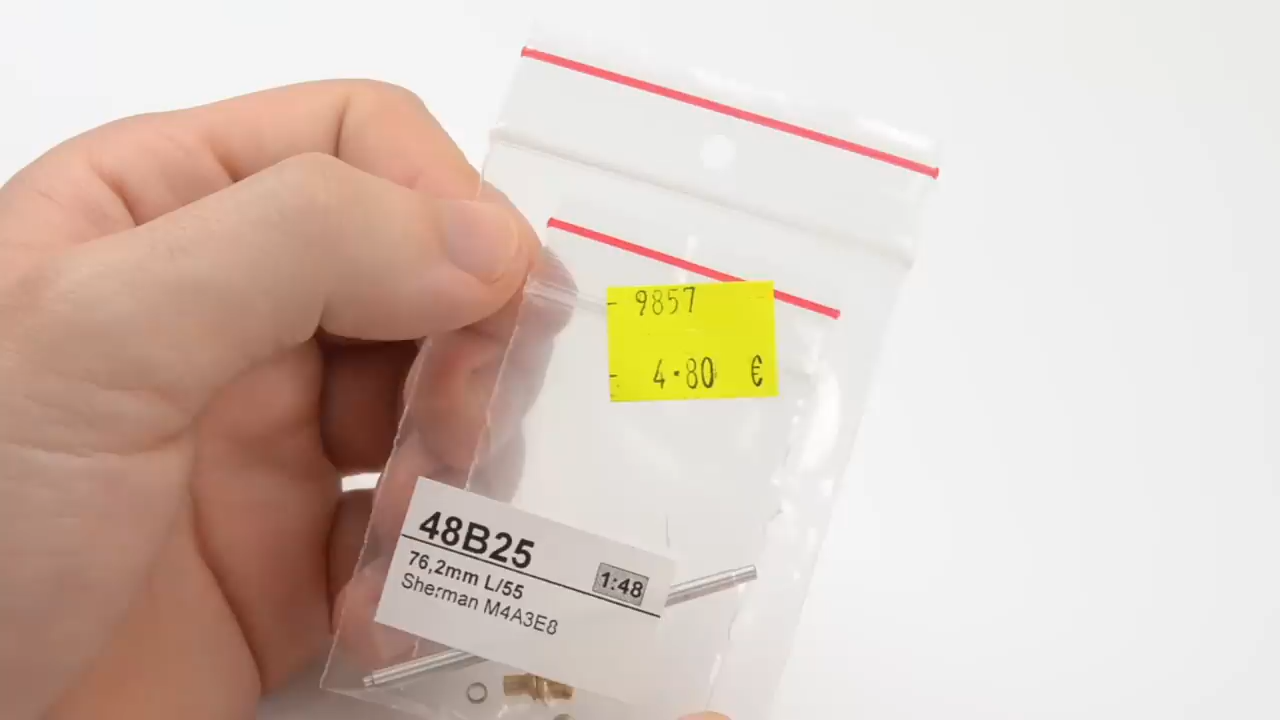 9857
4.80 €
48B25
76,2mm L/55
1:48
Sherman M4A3E8